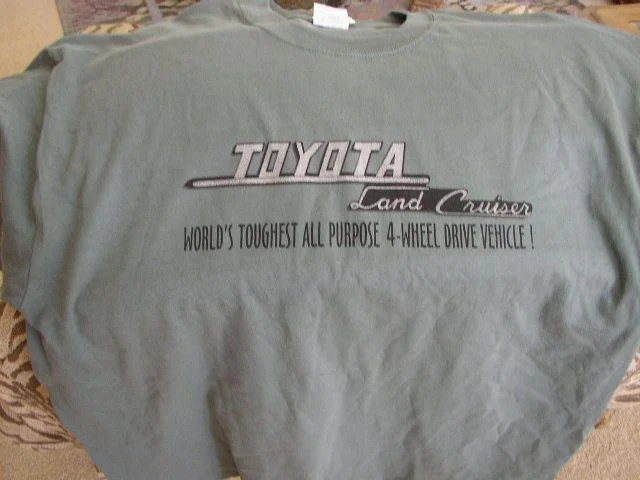 TOYOTA
Land Cruiser
WORLD'S TOUGHEST ALL PURPOSE 4-WHEEL DRIVE VEHICLE!